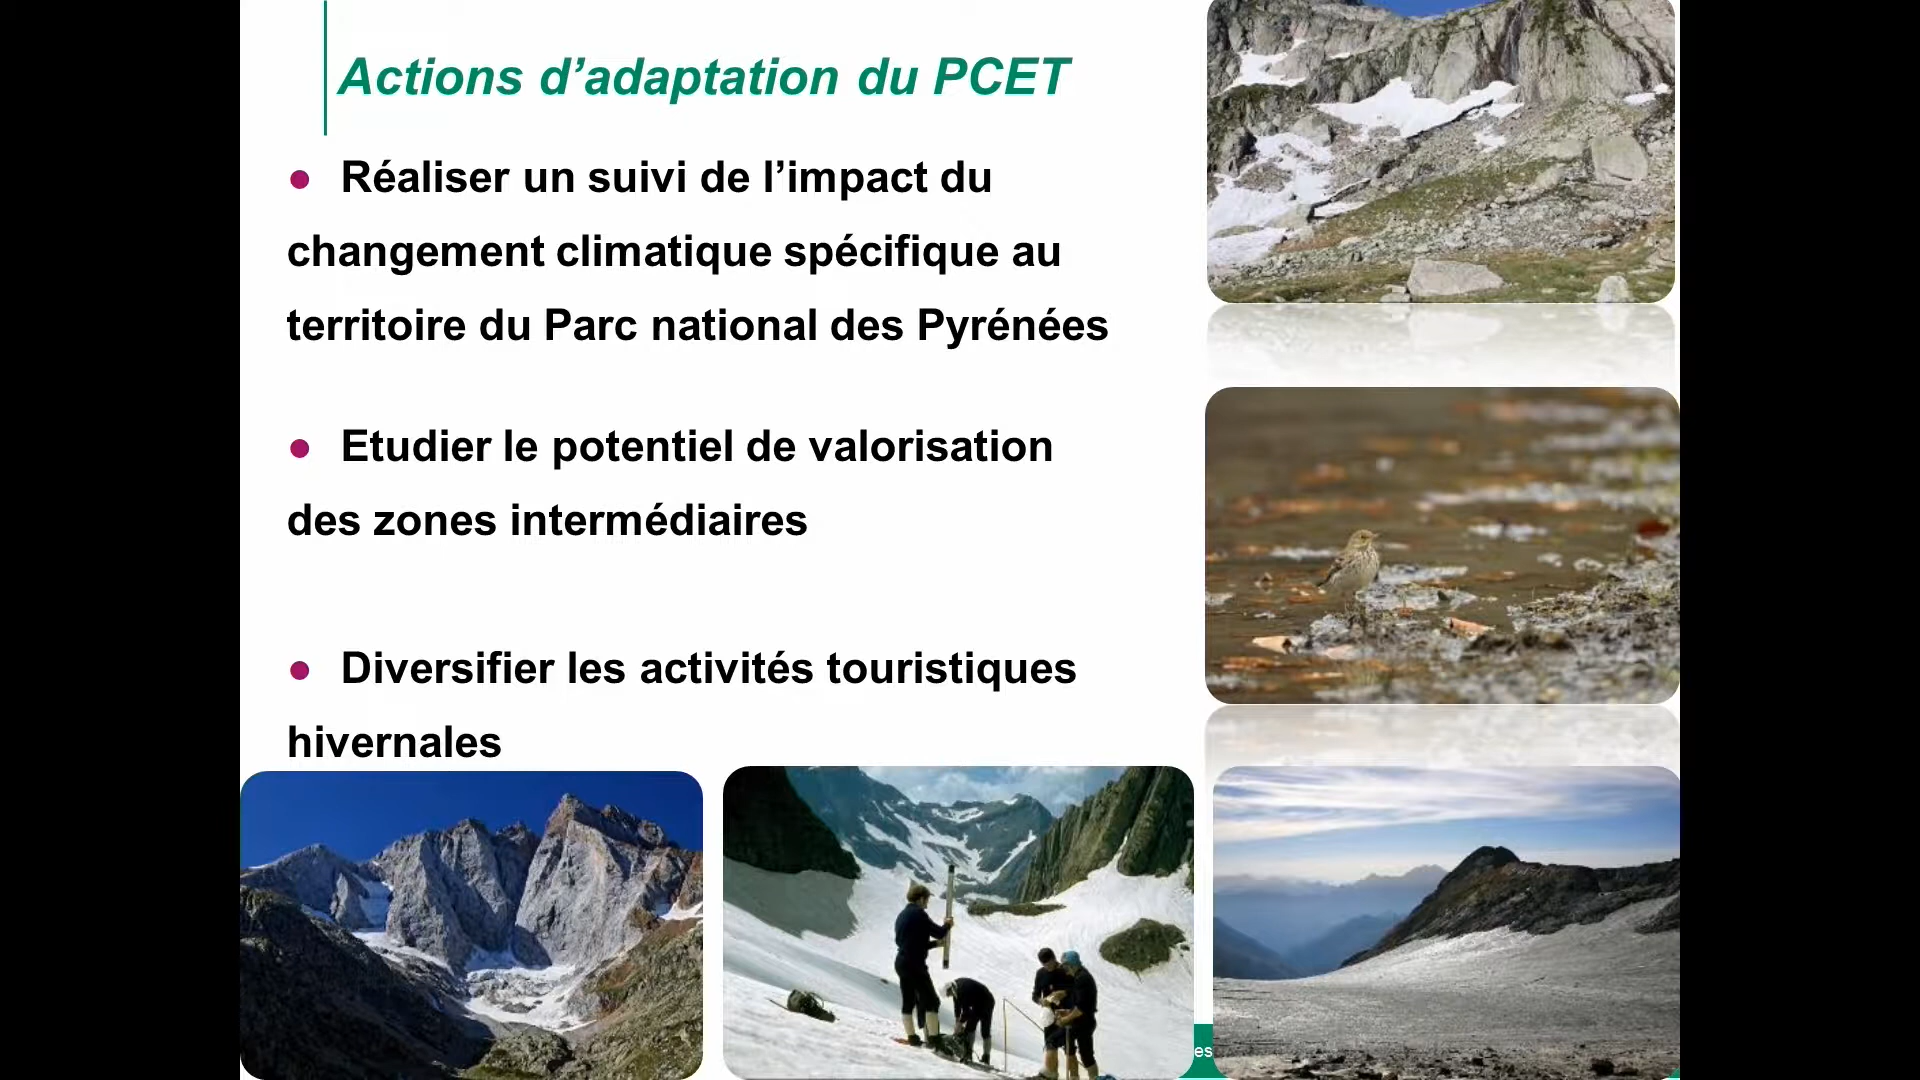 Actions d’adaptation du PCET
● Réaliser un suivi de l’impact du
changement climatique spécifique au
territoire du Parc national des Pyrénées
● Etudier le potentiel de valorisation
des zones intermédiaires
● Diversifier les activités touristiques
hivernales
es